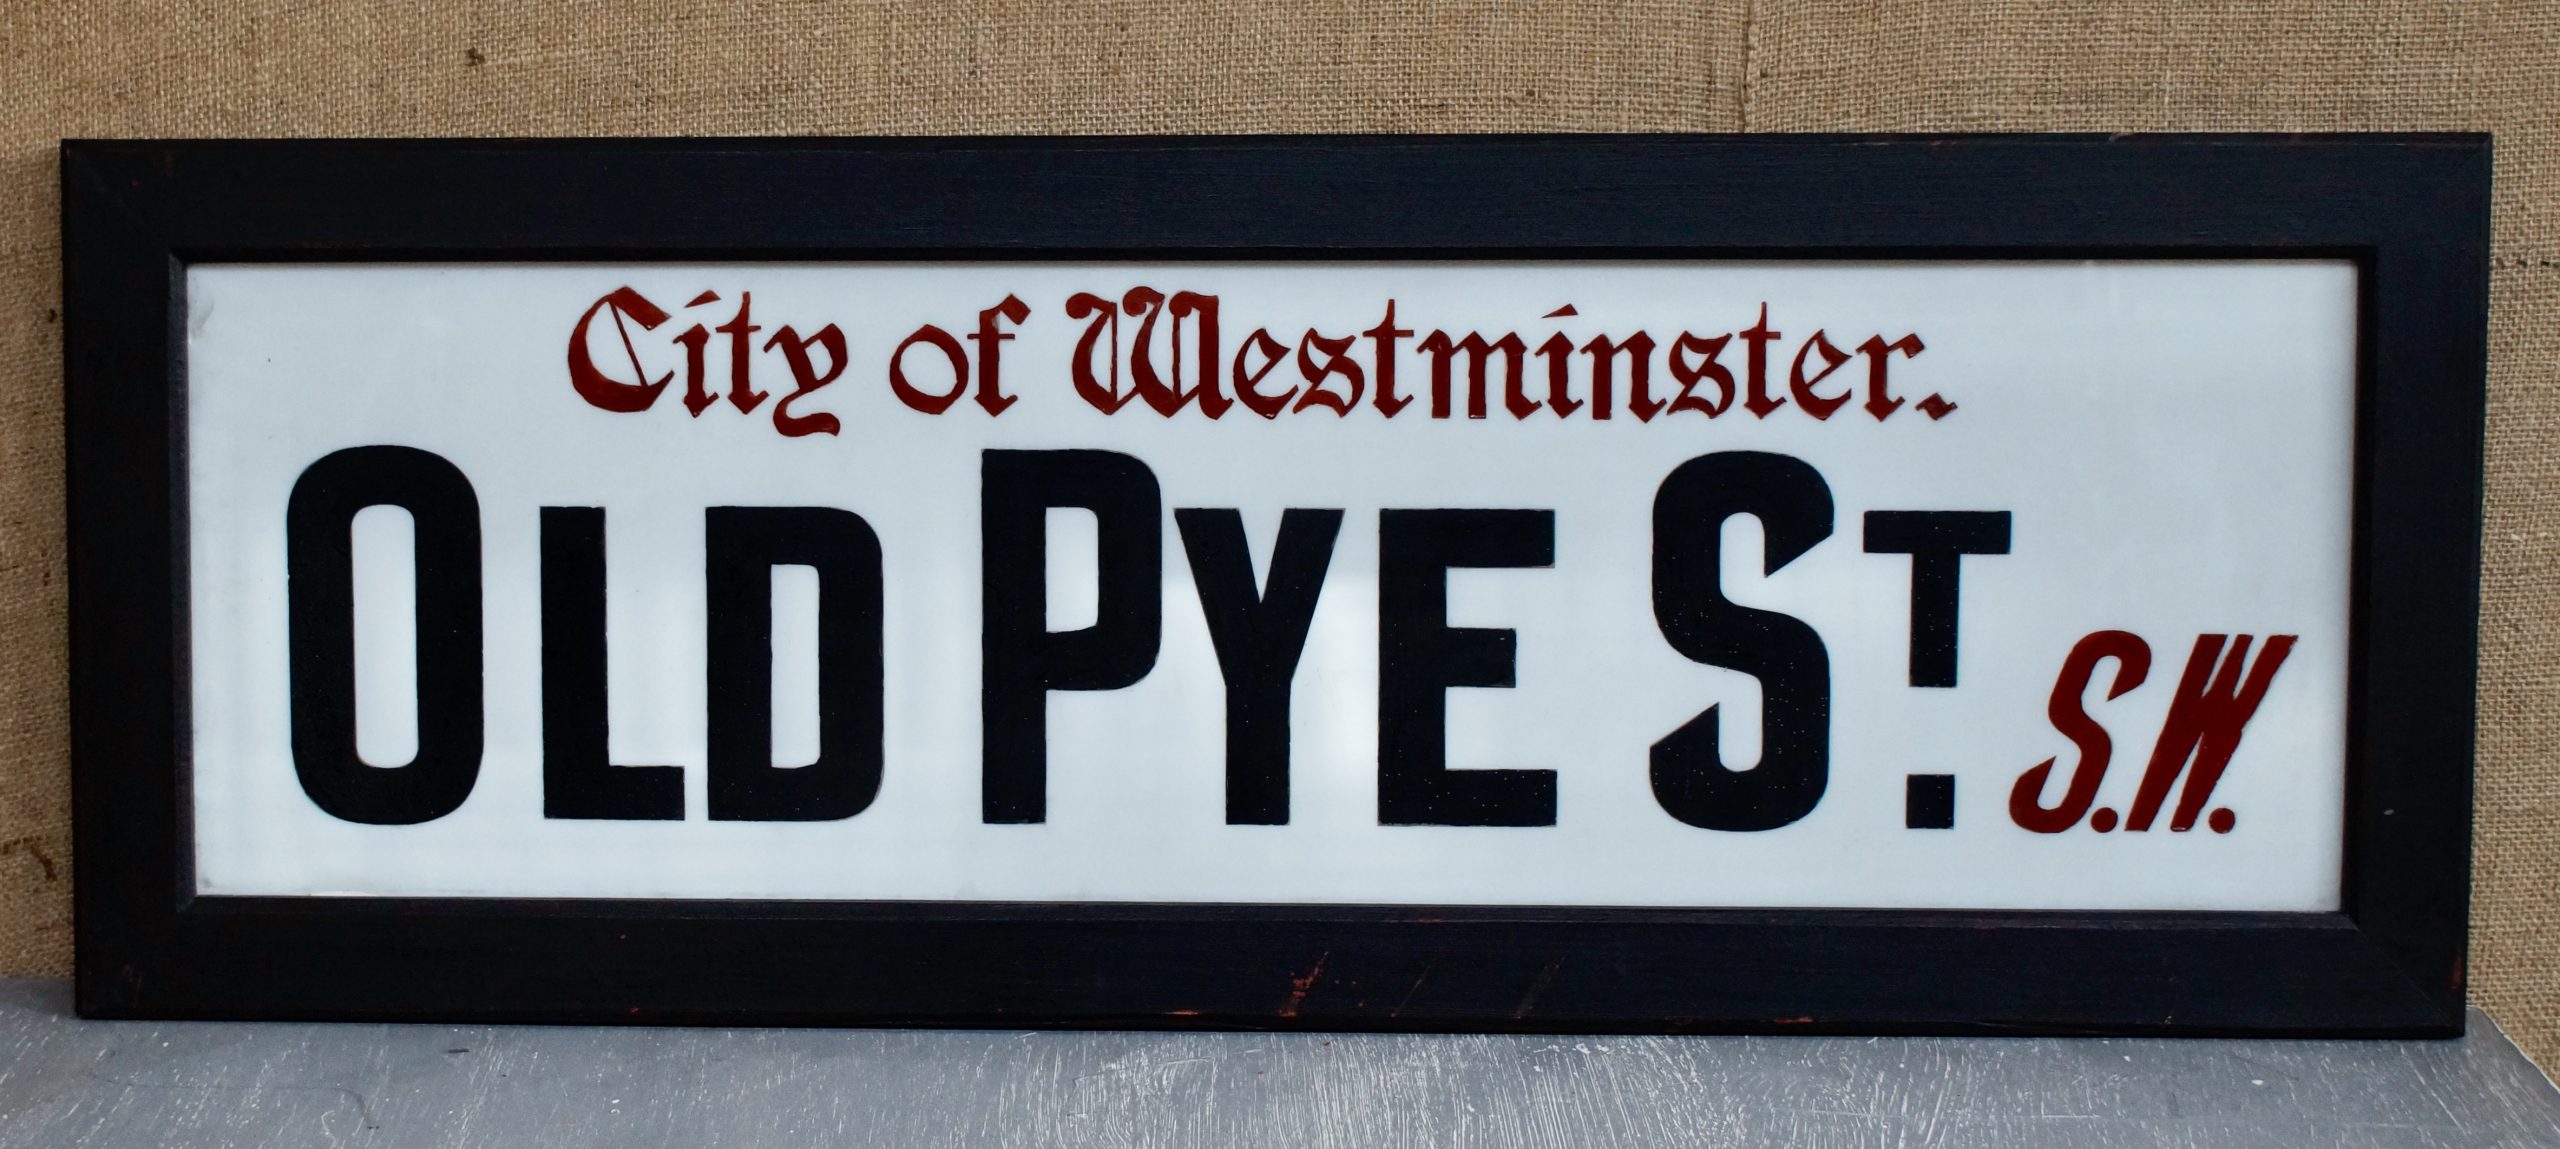 City of Westminster.
OLD PYE ST. S.W.